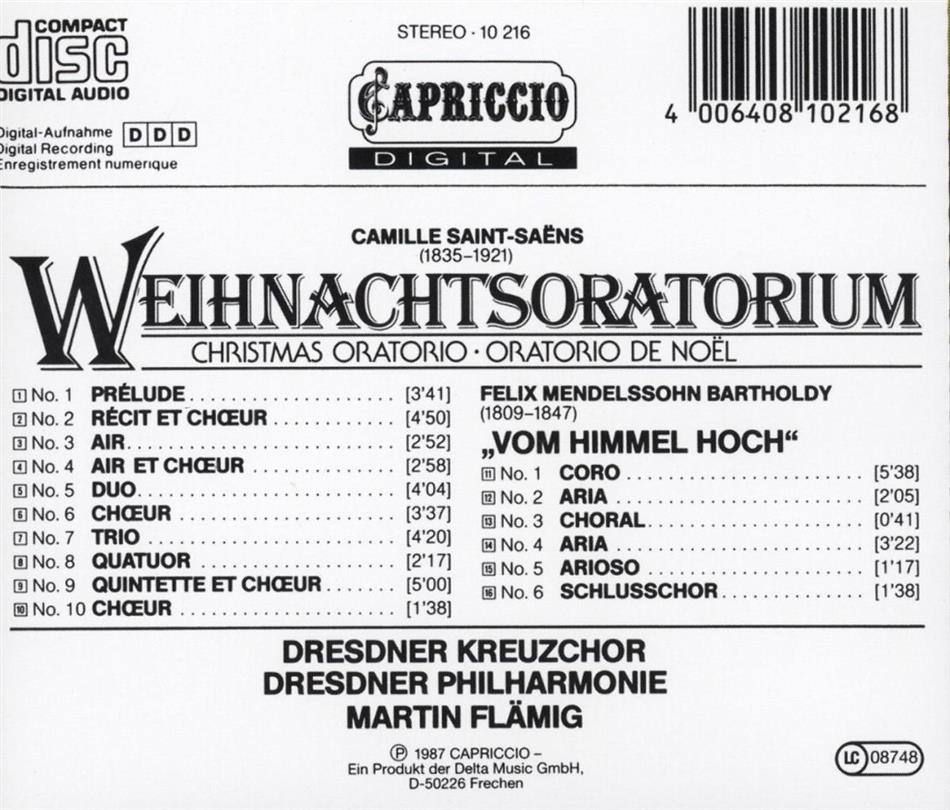 COMPACT
disc
DIGITAL AUDIO
Digital-Aufnahme
Digital Recording
Enregistrement numerique
D D D
STEREO · 10 216
CAPRICCIO
DIGITAL
4 006408 102168
CAMILLE SAINT-SAËNS
(1835–1921)
WEIHNACHTSORATORIUM
CHRISTMAS ORATORIO · ORATORIO DE NOËL
1 No. 1 PRÉLUDE [3'41]
2 No. 2 RÉCIT ET CHŒUR [4'50]
3 No. 3 AIR [2'52]
4 No. 4 AIR ET CHŒUR [2'58]
5 No. 5 DUO [4'04]
6 No. 6 CHŒUR [3'37]
7 No. 7 TRIO [4'20]
8 No. 8 QUATUOR [2'17]
9 No. 9 QUINTETTE ET CHŒUR [5'00]
10 No. 10 CHŒUR [1'38]
FELIX MENDELSSOHN BARTHOLDY
(1809–1847)
„VOM HIMMEL HOCH“
11 No. 1 CORO [5'38]
12 No. 2 ARIA [2'05]
13 No. 3 CHORAL [0'41]
14 No. 4 ARIA [3'22]
15 No. 5 ARIOSO [1'17]
16 No. 6 SCHLUSSCHOR [1'38]
DRESDNER KREUZCHOR
DRESDNER PHILHARMONIE
MARTIN FLÄMIG
℗ 1987 CAPRICCIO –
Ein Produkt der Delta Music GmbH,
D-50226 Frechen
LC 08748